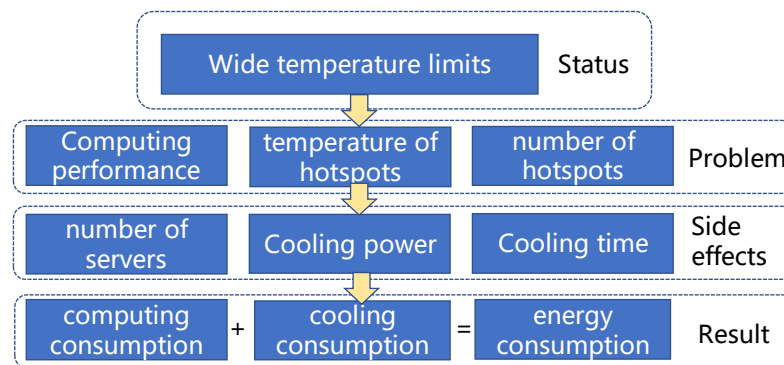 Wide temperature limits
Status
Computing
performance
temperature of
hotspots
number of
hotspots
Problem
number of
servers
Cooling power
Cooling time
Side
effects
computing
consumption
+
cooling
consumption
=
energy
consumption
Result